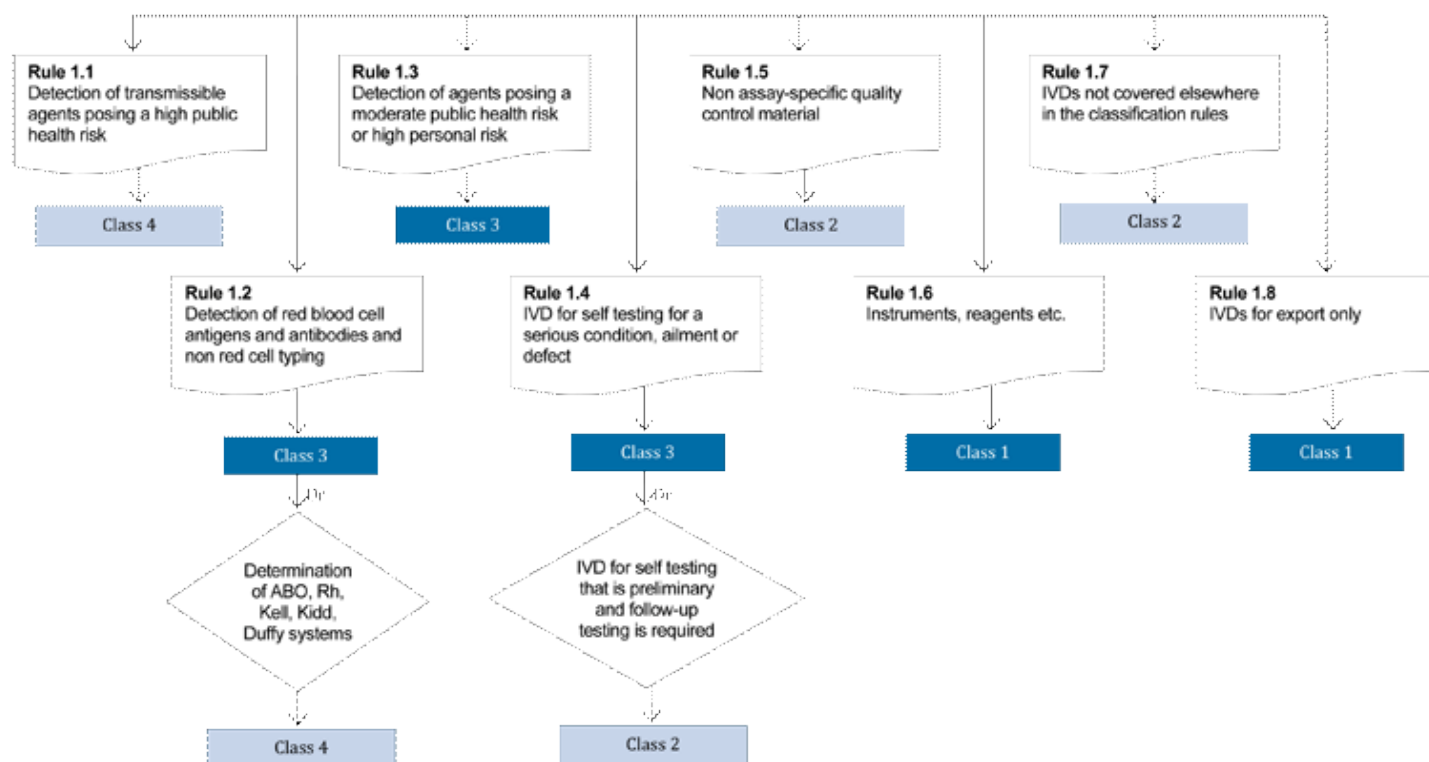 Rule 1.1
Detection of transmissible
agents posing a high public
health risk
Class 4
Rule 1.3
Detection of agents posing a
moderate public health risk
or high personal risk
Class 3
Rule 1.5
Non assay-specific quality
control material
Class 2
Rule 1.7
IVDs not covered elsewhere
in the classification rules
Class 2
Rule 1.2
Detection of red blood cell
antigens and antibodies and
non red cell typing
Class 3
Determination
of ABO, Rh,
Kell, Kidd,
Duffy systems
Class 4
Rule 1.4
IVD for self testing for a
serious condition, ailment or
defect
Class 3
IVD for self testing
that is preliminary
and follow-up
testing is required
Class 2
Rule 1.6
Instruments, reagents etc.
Class 1
Rule 1.8
IVDs for export only
Class 1